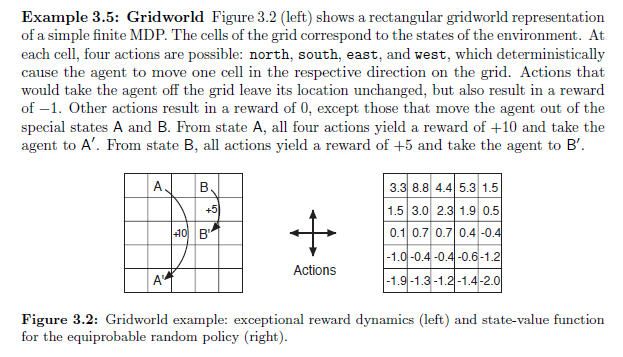 Example 3.5: Gridworld Figure 3.2 (left) shows a rectangular gridworld representation
of a simple finite MDP. The cells of the grid correspond to the states of the environment. At
each cell, four actions are possible: north, south, east, and west, which deterministically
cause the agent to move one cell in the respective direction on the grid. Actions that
would take the agent off the grid leave its location unchanged, but also result in a reward
of −1. Other actions result in a reward of 0, except those that move the agent out of the
special states A and B. From state A, all four actions yield a reward of +10 and take the
agent to A′. From state B, all actions yield a reward of +5 and take the agent to B′.
A B
+5
+10 B'
A'
Actions
3.3 8.8 4.4 5.3 1.5
1.5 3.0 2.3 1.9 0.5
0.1 0.7 0.7 0.4 -0.4
-1.0 -0.4 -0.4 -0.6 -1.2
-1.9 -1.3 -1.2 -1.4 -2.0
Figure 3.2: Gridworld example: exceptional reward dynamics (left) and state-value function
for the equiprobable random policy (right).